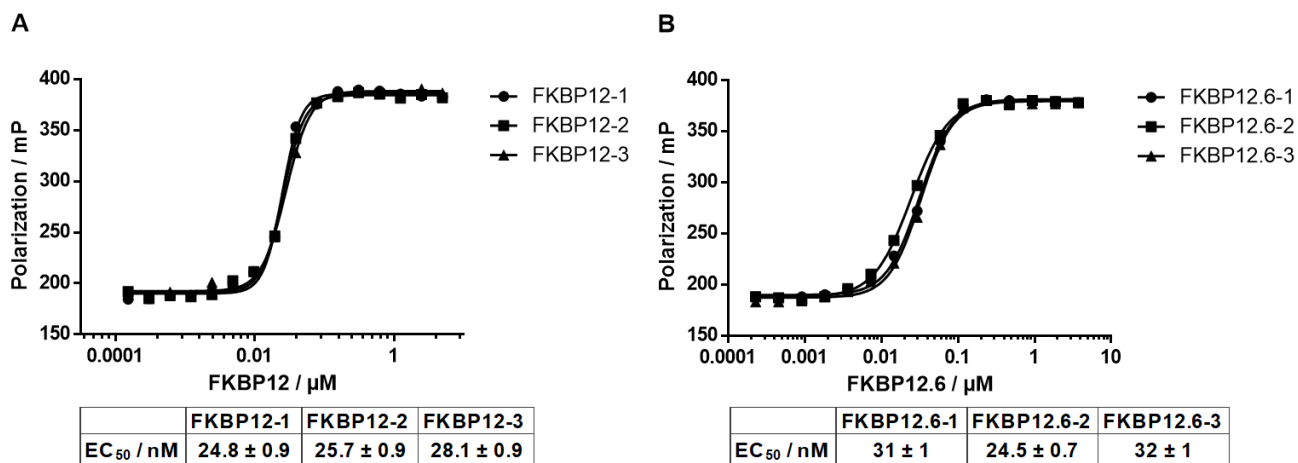 A
Polarization / mP
400
350
300
250
200
150
0.0001
0.01
1
FKBP12 / µM
FKBP12-1
FKBP12-2
FKBP12-3
FKBP12-1 FKBP12-2 FKBP12-3
EC50 / nM 24.8 ± 0.9 25.7 ± 0.9 28.1 ± 0.9
B
Polarization / mP
400
350
300
250
200
150
0.0001
0.001
0.01
0.1
1
10
FKBP12.6 / µM
FKBP12.6-1
FKBP12.6-2
FKBP12.6-3
FKBP12.6-1 FKBP12.6-2 FKBP12.6-3
EC50 / nM 31 ± 1 24.5 ± 0.7 32 ± 1